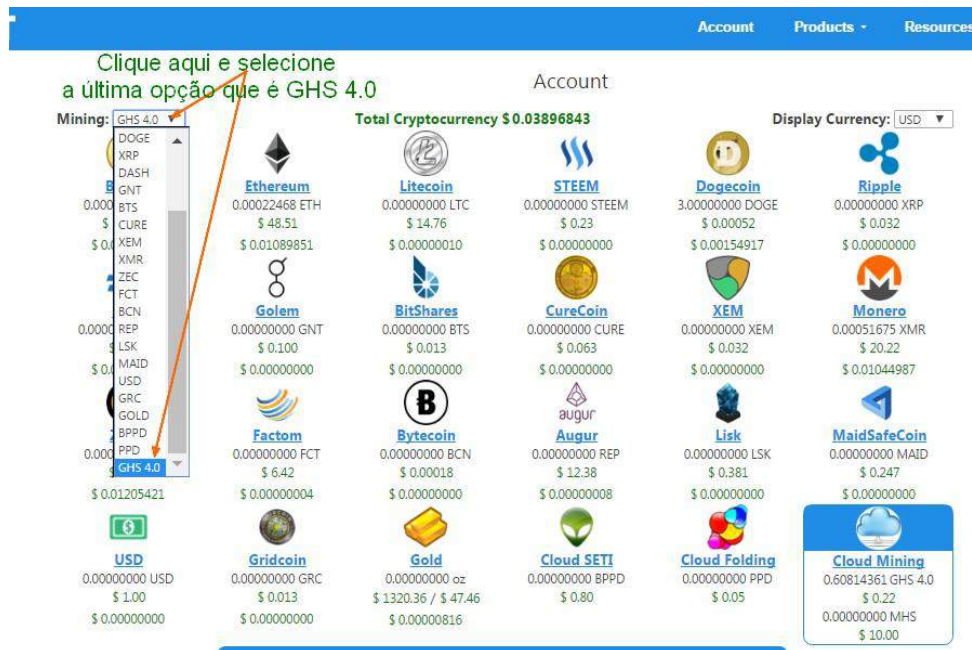 Account Products Resources
Clique aqui e selecione
a última opção que é GHS 4.0
Account
Mining: GHS 4.0 Total Cryptocurrency $ 0.03896843 Display Currency: USD
DOGE
XRP
DASH
GNT
BTS
CURE
XEM
XMR
ZEC
FCT
BCN
REP
LSK
MAID
USD
GRC
GOLD
BPPD
PPD
GHS 4.0
Ethereum Litecoin STEEM Dogecoin Ripple
0.00022468 ETH 0.00000000 LTC 0.00000000 STEEM 3.00000000 DOGE 0.00000000 XRP
$ 48.51 $ 14.76 $ 0.23 $ 0.00052 $ 0.032
$ 0.01089851 $ 0.00000010 $ 0.00000000 $ 0.00154917 $ 0.00000000
Golem BitShares CureCoin XEM Monero
0.00000000 GNT 0.00000000 BTS 0.00000000 CURE 0.00000000 XEM 0.00051675 XMR
$ 0.100 $ 0.013 $ 0.063 $ 0.032 $ 20.22
$ 0.00000000 $ 0.00000000 $ 0.00000000 $ 0.00000000 $ 0.01044987
augur
Factom Bytecoin Augur Lisk MaidSafeCoin
0.00000000 FCT 0.00000000 BCN 0.00000000 REP 0.00000000 LSK 0.00000000 MAID
$ 6.42 $ 0.00018 $ 12.38 $ 0.381 $ 0.247
$ 0.01205421 $ 0.00000004 $ 0.00000000 $ 0.00000008 $ 0.00000000 $ 0.00000000
USD Gridcoin Gold Cloud SETI Cloud Folding Cloud Mining
0.00000000 USD 0.00000000 GRC 0.00000000 oz 0.00000000 BPPD 0.00000000 PPD 0.60814361 GHS 4.0
$ 1.00 $ 0.013 $ 1320.36 / $ 47.46 $ 0.80 $ 0.05 $ 0.22
$ 0.00000000 $ 0.00000000 $ 0.00000816 0.00000000 MHS
$ 10.00